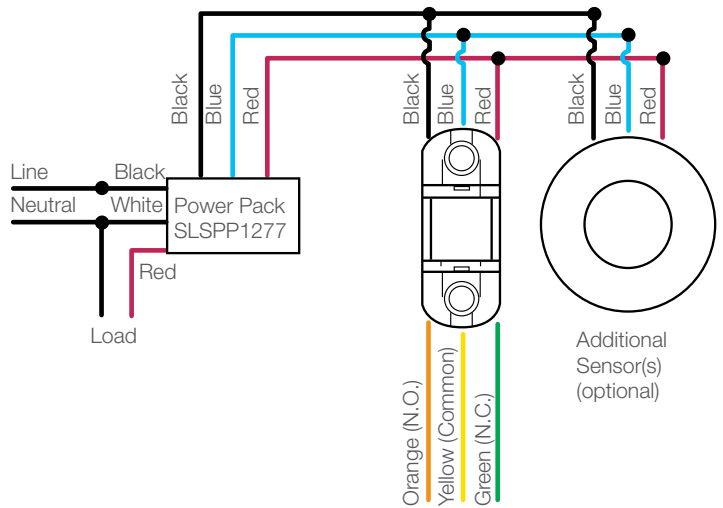 Black
Blue
Red
Black
Blue
Red
Black
Blue
Red
Line
Black
Neutral
White
Power Pack
SLSPP1277
Red
Load
Additional
Sensor(s)
(optional)
Orange (N.O.)
Yellow (Common)
Green (N.C.)